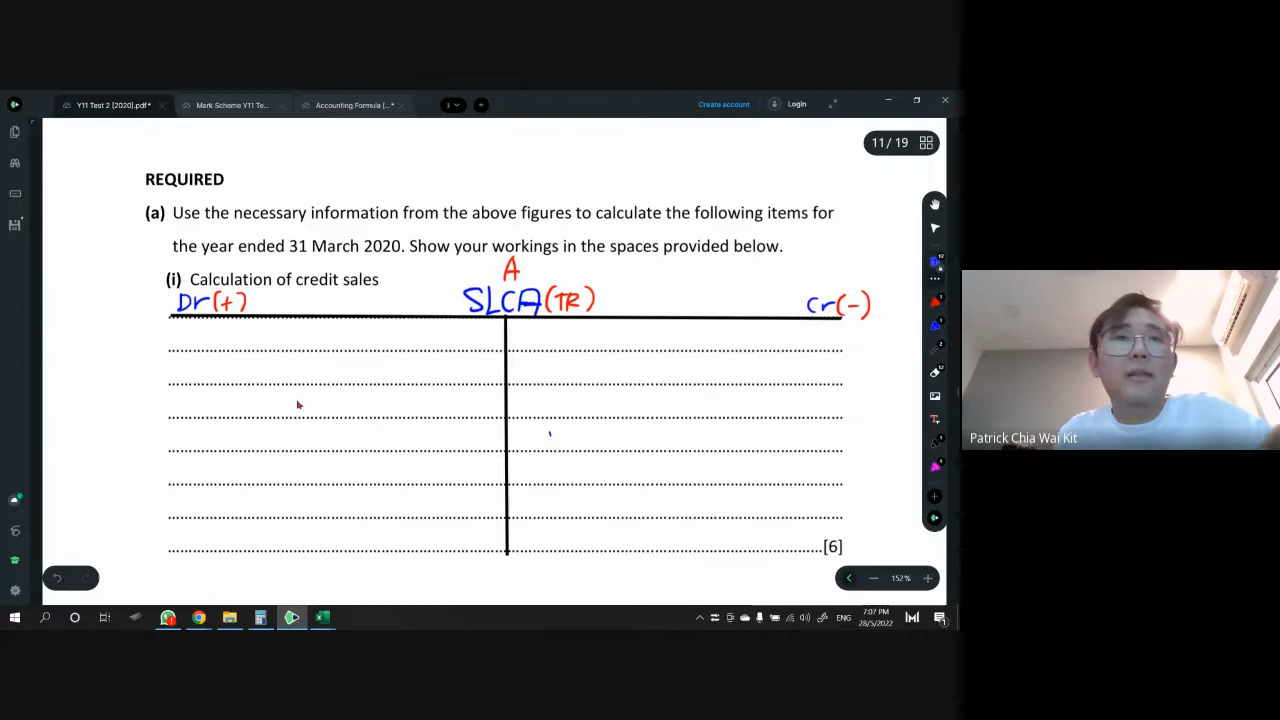 Y11 Test 2 [2020].pdf*
Mark Scheme Y11 Te...
Accounting Formula [...*
3
Create account
Login
11 / 19
REQUIRED
(a) Use the necessary information from the above figures to calculate the following items for
the year ended 31 March 2020. Show your workings in the spaces provided below.
A
(i) Calculation of credit sales
Dr (+) SLCA (TR) Cr (-)
[6]
Patrick Chia Wai Kit
152%
ENG
7:07 PM
28/5/2022